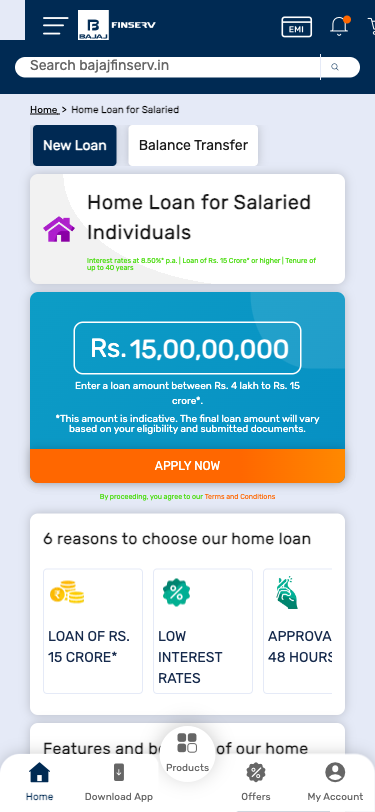 BAJAJ
FINSERV
EMI
Search bajajfinserv.in
Home > Home Loan for Salaried
New Loan
Balance Transfer
Home Loan for Salaried
Individuals
Interest rates at 8.50%* p.a. | Loan of Rs. 15 Crore* or higher | Tenure of
up to 40 years
Rs. 15,00,00,000
Enter a loan amount between Rs. 4 lakh to Rs. 15
crore*.
*This amount is indicative. The final loan amount will vary
based on your eligibility and submitted documents.
APPLY NOW
By proceeding, you agree to our Terms and Conditions
6 reasons to choose our home loan
LOAN OF RS.
15 CRORE*
LOW
INTEREST
RATES
APPROVA
48 HOURS
Features and be of our home
Products
Home
Download App
Offers
My Account